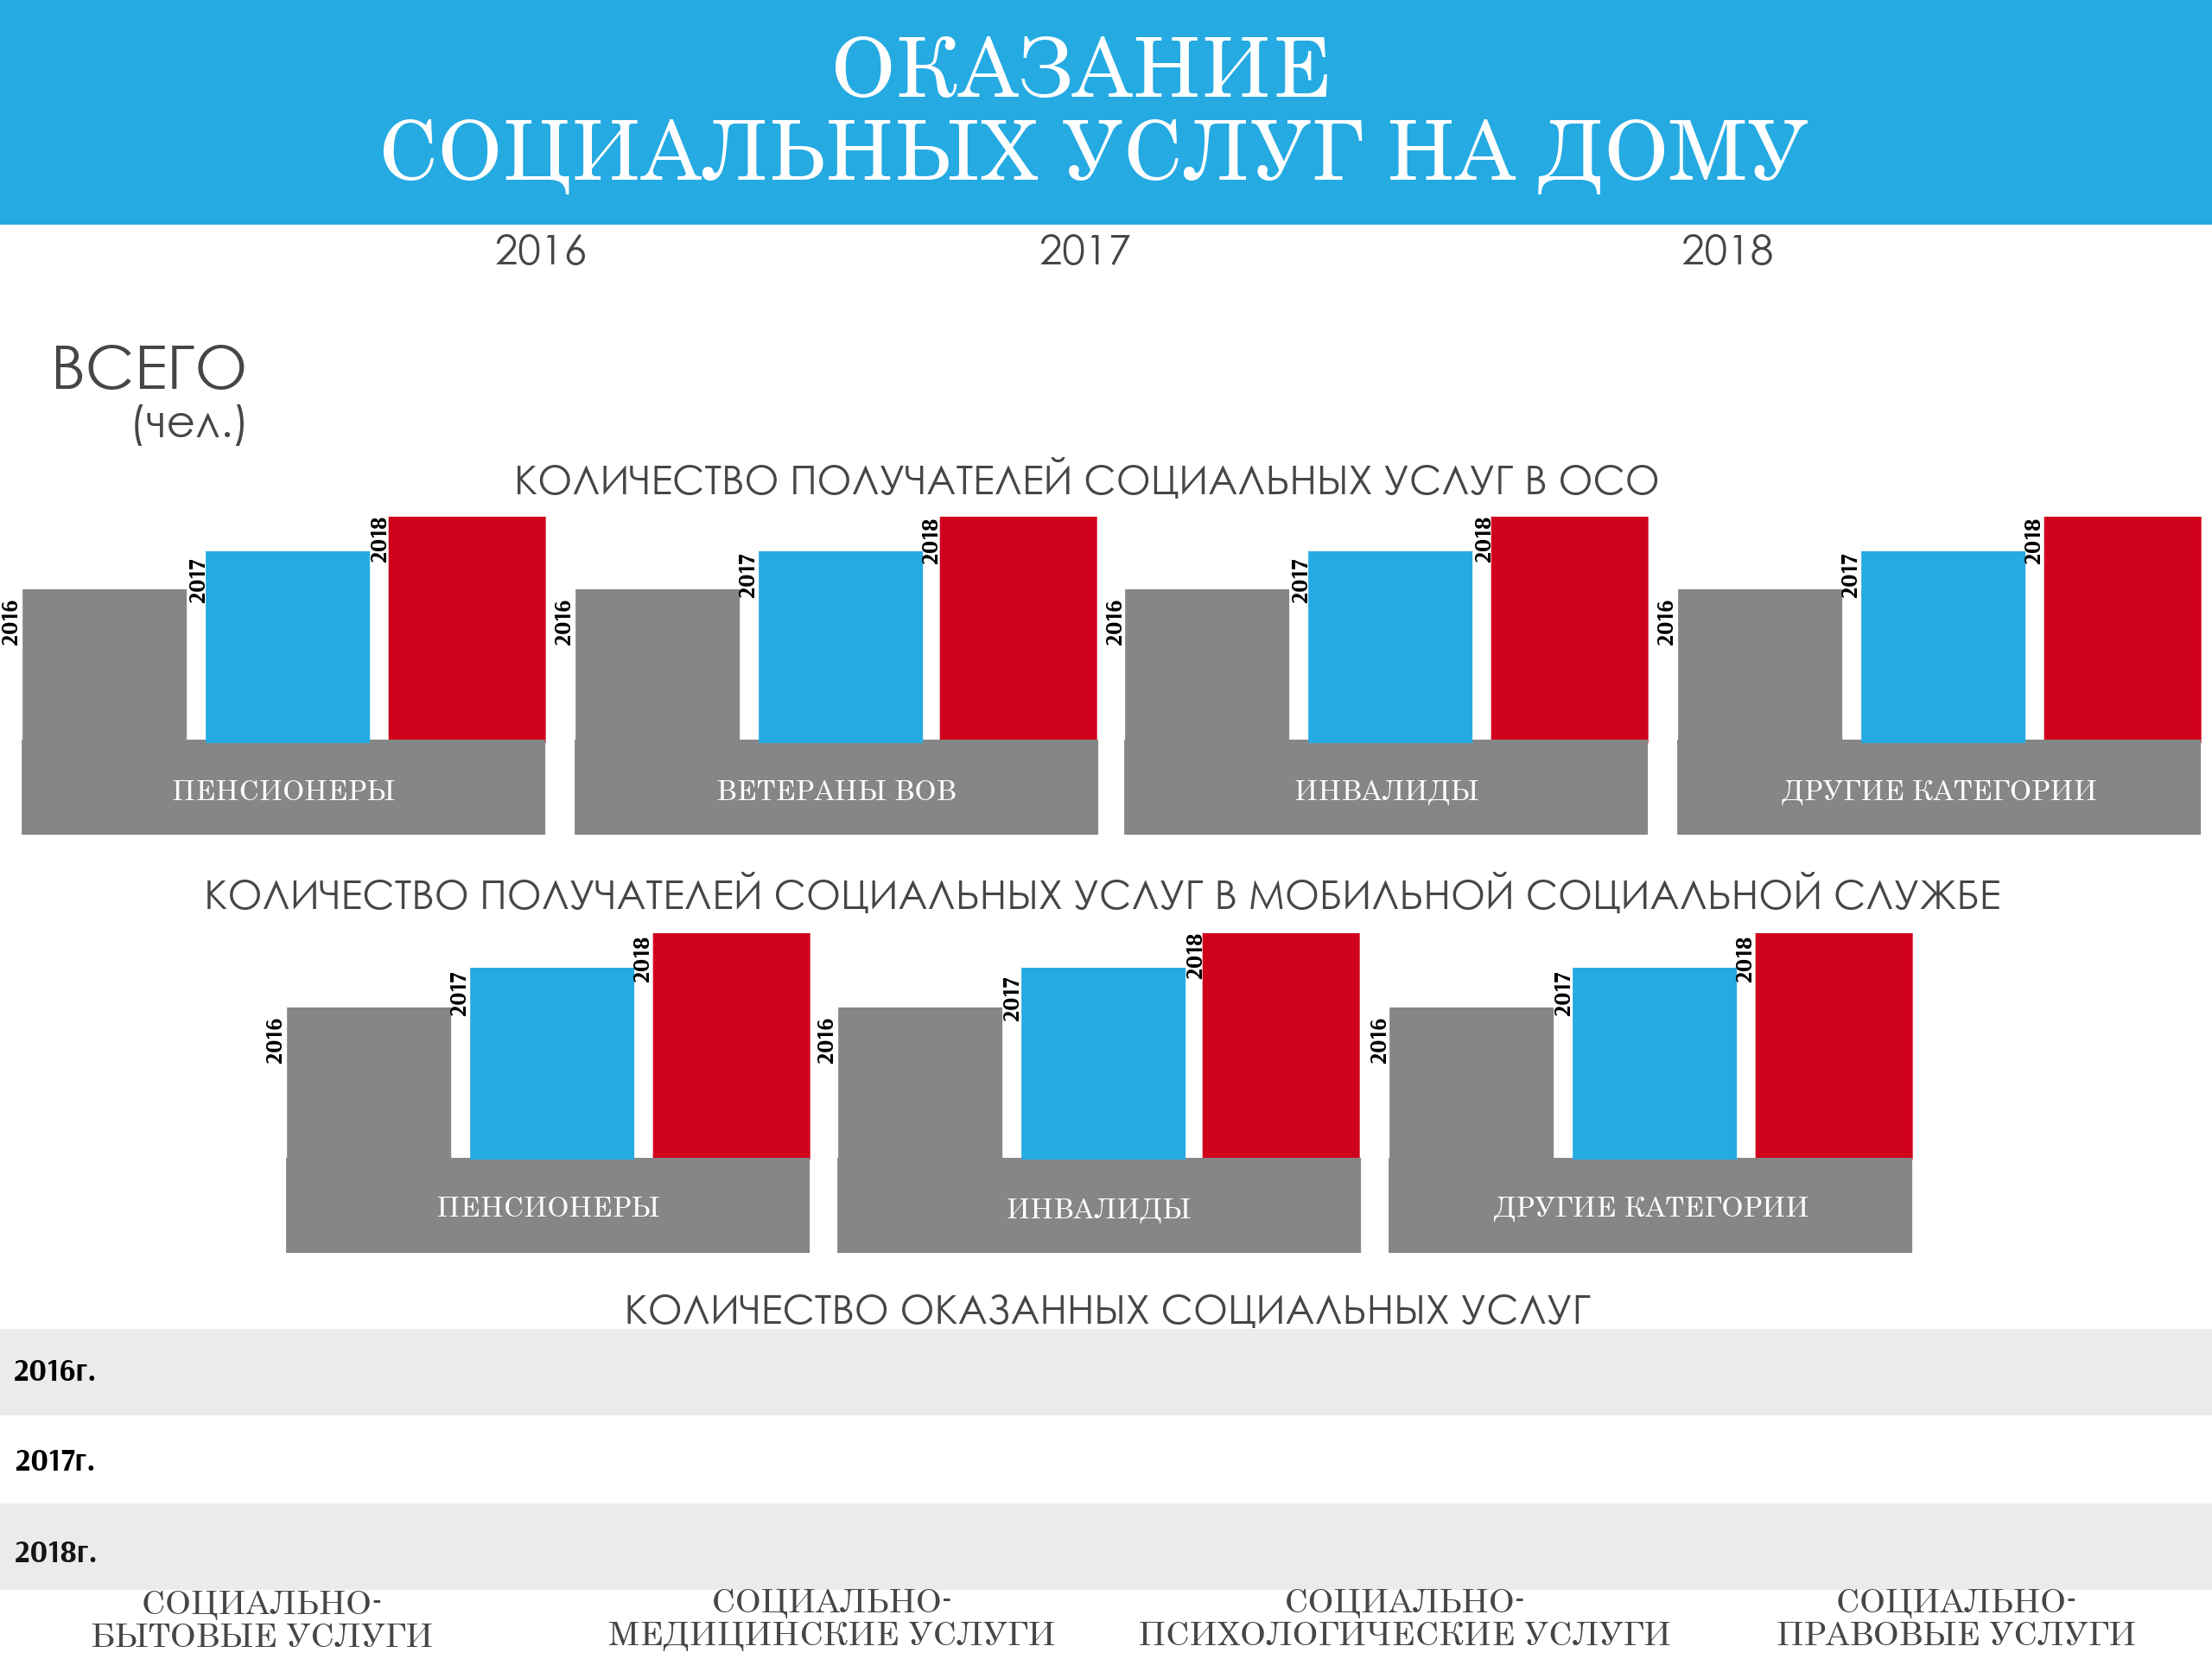 ОКАЗАНИЕ
СОЦИАЛЬНЫХ УСЛУГ НА ДОМУ
2016 2017 2018
ВСЕГО
(чел.)
КОЛИЧЕСТВО ПОЛУЧАТЕЛЕЙ СОЦИАЛЬНЫХ УСЛУГ В ОСО
2016 2017 2018 2016 2017 2018 2016 2017 2018 2016 2017 2018
ПЕНСИОНЕРЫ ВЕТЕРАНЫ ВОВ ИНВАЛИДЫ ДРУГИЕ КАТЕГОРИИ
КОЛИЧЕСТВО ПОЛУЧАТЕЛЕЙ СОЦИАЛЬНЫХ УСЛУГ В МОБИЛЬНОЙ СОЦИАЛЬНОЙ СЛУЖБЕ
2016 2017 2018 2016 2017 2018 2016 2017 2018
ПЕНСИОНЕРЫ ИНВАЛИДЫ ДРУГИЕ КАТЕГОРИИ
КОЛИЧЕСТВО ОКАЗАННЫХ СОЦИАЛЬНЫХ УСЛУГ
2016г.
2017г.
2018г.
СОЦИАЛЬНО-
БЫТОВЫЕ УСЛУГИ
СОЦИАЛЬНО-
МЕДИЦИНСКИЕ УСЛУГИ
СОЦИАЛЬНО-
ПСИХОЛОГИЧЕСКИЕ УСЛУГИ
СОЦИАЛЬНО-
ПРАВОВЫЕ УСЛУГИ